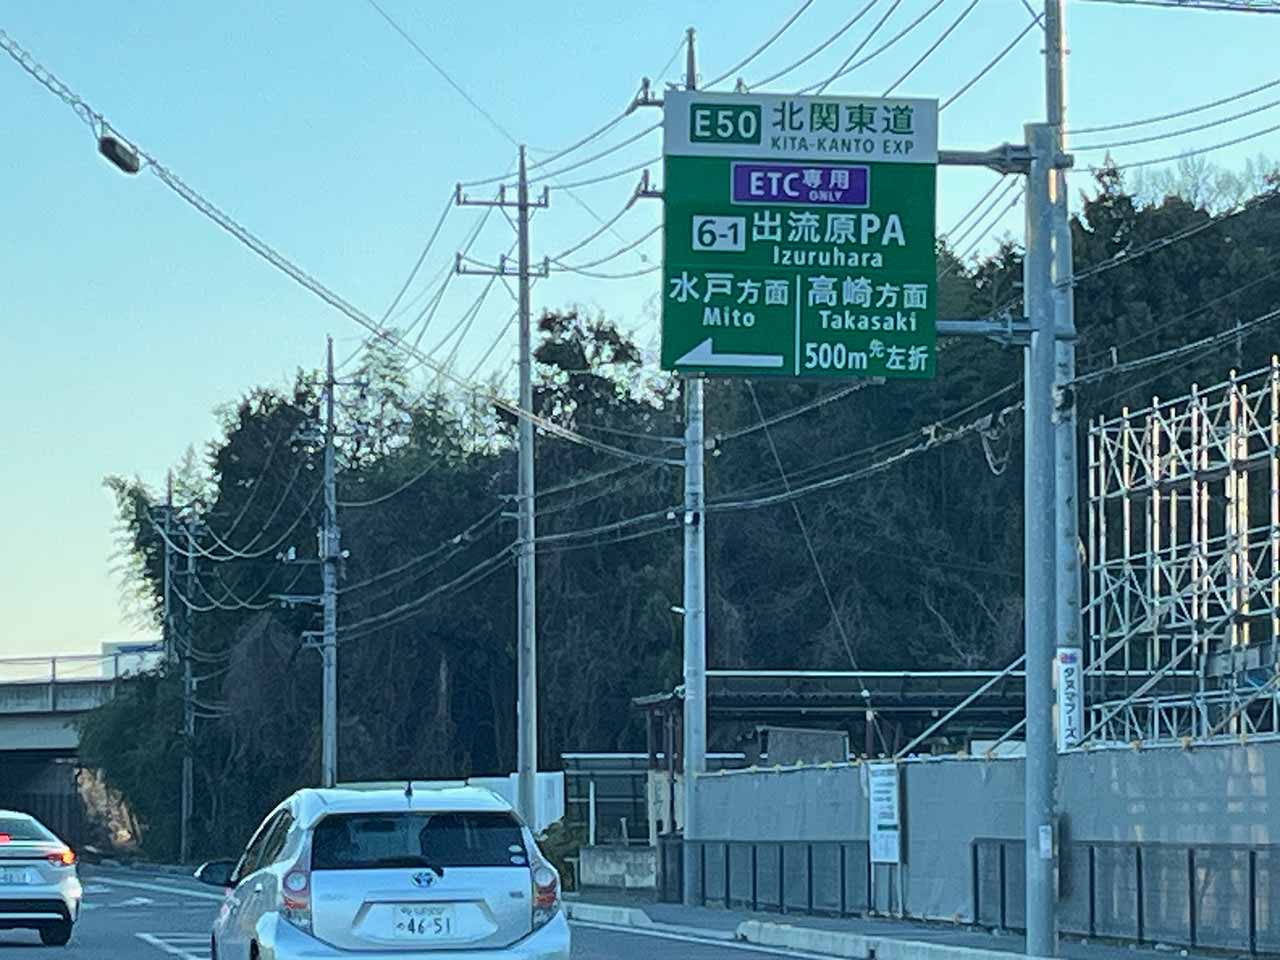 E50 北関東道
KITA-KANTO EXP
ETC専用
ONLY
6-1 出流原PA
Izuruhara
水戸方面
Mito
高崎方面
Takasaki
500m先左折
46-51